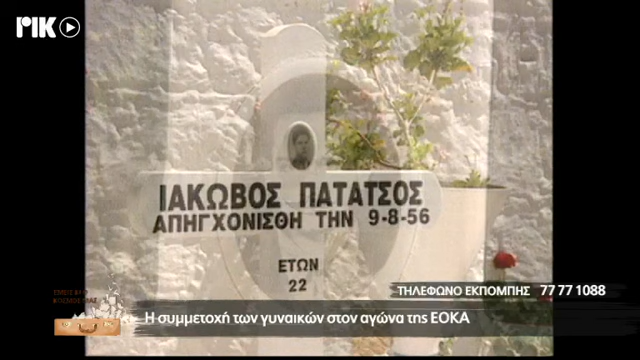 ΡΙΚ
ΙΑΚΩΒΟΣ ΠΑΤΑΤΣΟΣ
ΑΠΗΓΧΟΝΙΣΘΗ ΤΗΝ 9-8-56
ΕΤΩΝ
22
ΤΗΛΕΦΩΝΟ ΕΚΠΟΜΠΗΣ 77 77 1088
Η συμμετοχή των γυναικών στον αγώνα της ΕΟΚΑ